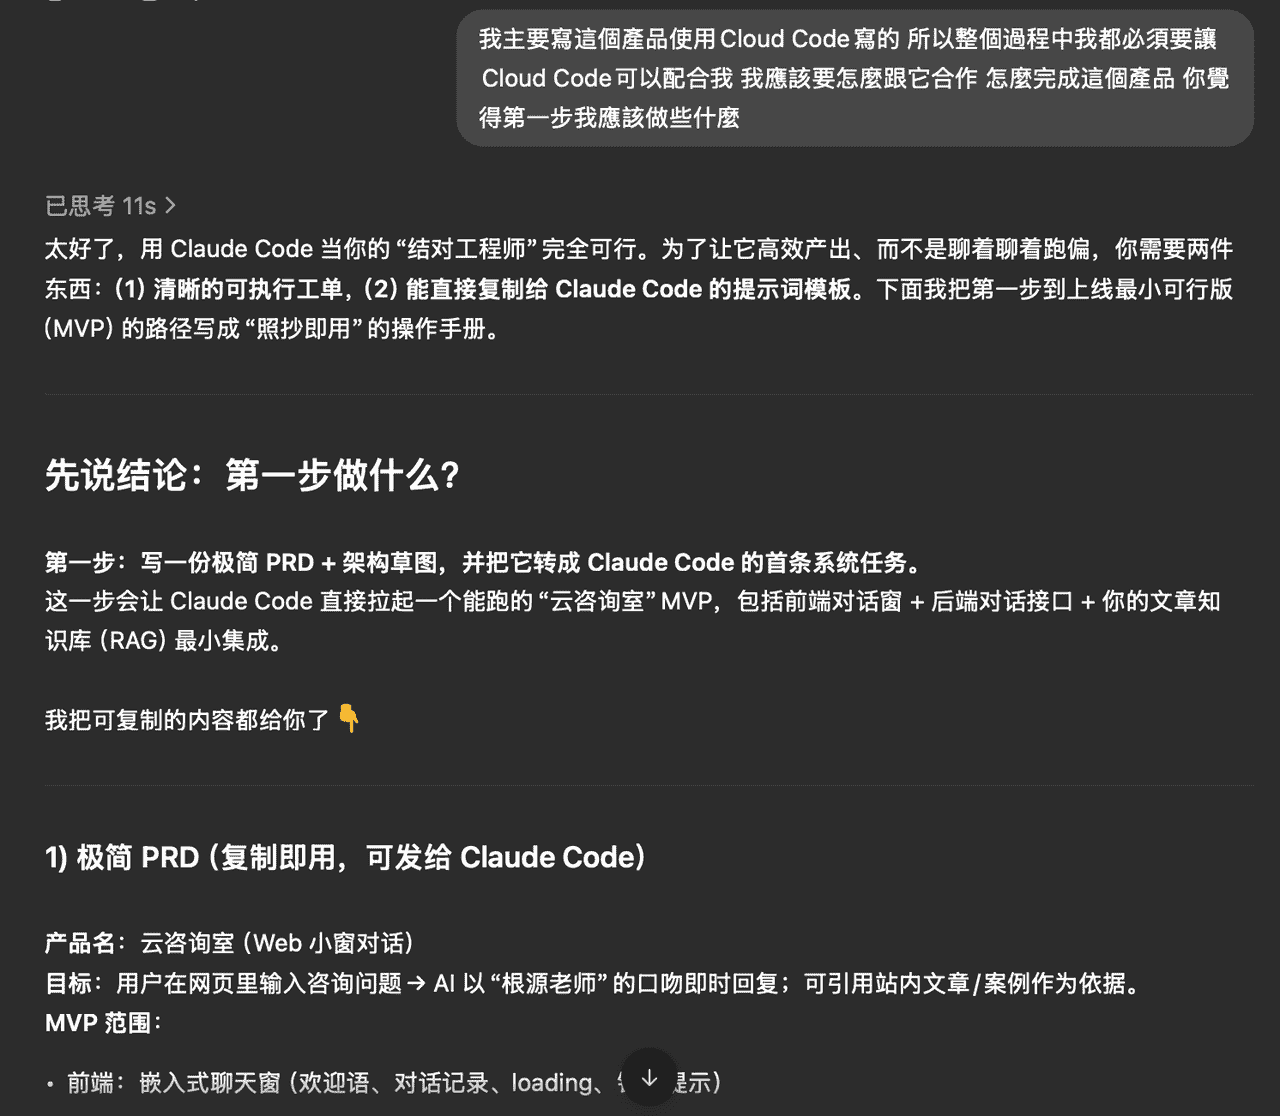 我主要寫這個產品使用Cloud Code寫的 所以整個過程中我都必須要讓
Cloud Code可以配合我 我應該要怎麼跟它合作 怎麼完成這個產品 你覺
得第一步我應該做些什麼
已思考 11s
太好了，用 Claude Code 当你的“结对工程师”完全可行。为了让它高效产出、而不是聊着聊着跑偏，你需要两件
东西：(1) 清晰的可执行工单，(2) 能直接复制给 Claude Code 的提示词模板。下面我把第一步到上线最小可行版
(MVP) 的路径写成“照抄即用”的操作手册。
先说结论：第一步做什么？
第一步：写一份极简 PRD + 架构草图，并把它转成 Claude Code 的首条系统任务。
这一步会让 Claude Code 直接拉起一个能跑的“云咨询室”MVP，包括前端对话窗 + 后端对话接口 + 你的文章知
识库（RAG）最小集成。
我把可复制的内容都给你了👇
1) 极简 PRD（复制即用，可发给 Claude Code）
产品名：云咨询室（Web 小窗对话）
目标：用户在网页里输入咨询问题 → AI 以“根源老师”的口吻即时回复；可引用站内文章/案例作为依据。
MVP 范围：
• 前端：嵌入式聊天窗（欢迎语、对话记录、loading、提示）